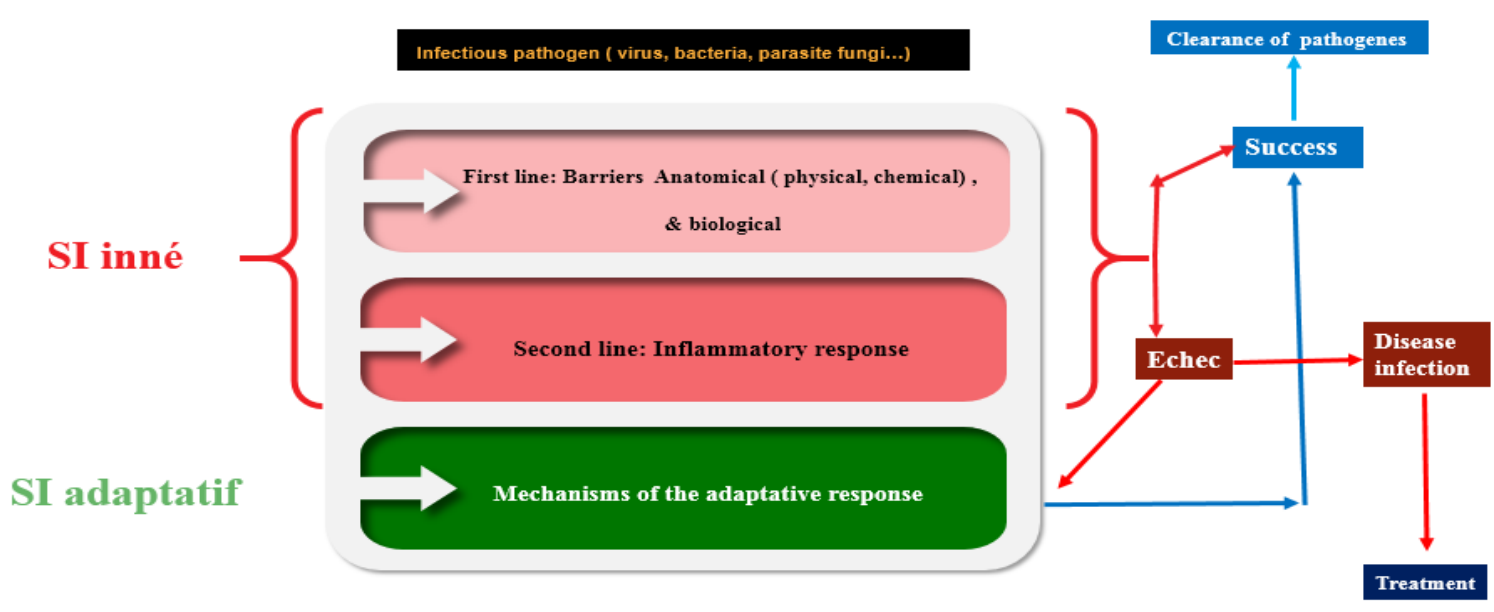 Infectious pathogen ( virus, bacteria, parasite fungi...)
Clearance of pathogenes
Success
First line: Barriers Anatomical ( physical, chemical) ,
& biological
SI inné
Second line: Inflammatory response
Echec
Disease
infection
SI adaptatif
Mechanisms of the adaptative response
Treatment